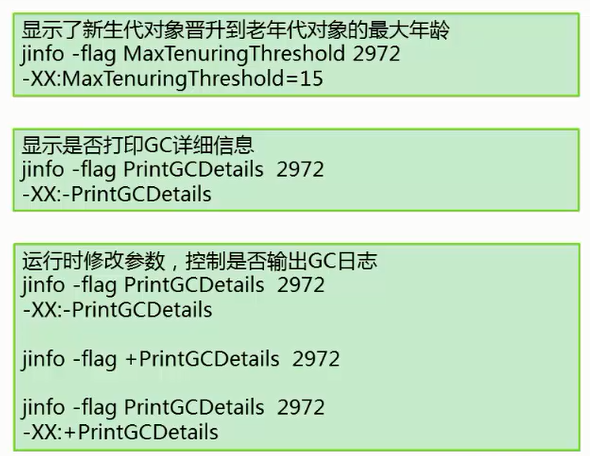 显示了新生代对象晋升到老年代对象的最大年龄
jinfo -flag MaxTenuringThreshold 2972
-XX:MaxTenuringThreshold=15
显示是否打印GC详细信息
jinfo -flag PrintGCDetails  2972
-XX:-PrintGCDetails
运行时修改参数，控制是否输出GC日志
jinfo -flag PrintGCDetails  2972
-XX:-PrintGCDetails
jinfo -flag +PrintGCDetails  2972
jinfo -flag PrintGCDetails  2972
-XX:+PrintGCDetails